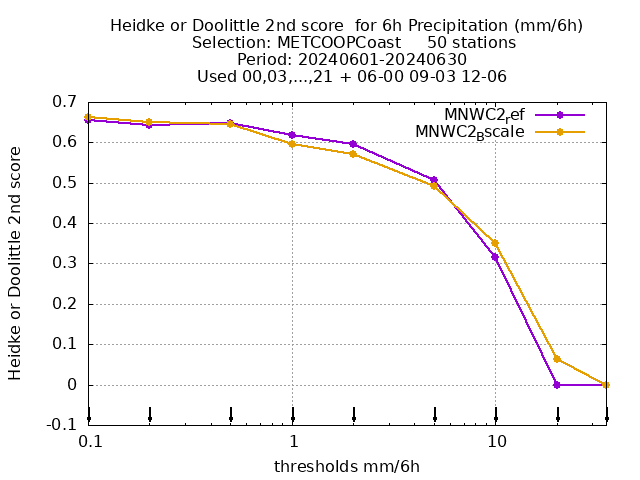 Heidke or Doolittle 2nd score  for 6h Precipitation (mm/6h)
Selection: METCOOPCoast     50 stations
Period: 20240601-20240630
Used 00,03,...,21 + 06-00 09-03 12-06
MNWC2ref
MNWC2Bscale
Heidke or Doolittle 2nd score
0.7
0.6
0.5
0.4
0.3
0.2
0.1
0
-0.1
0.1 1 10
thresholds mm/6h